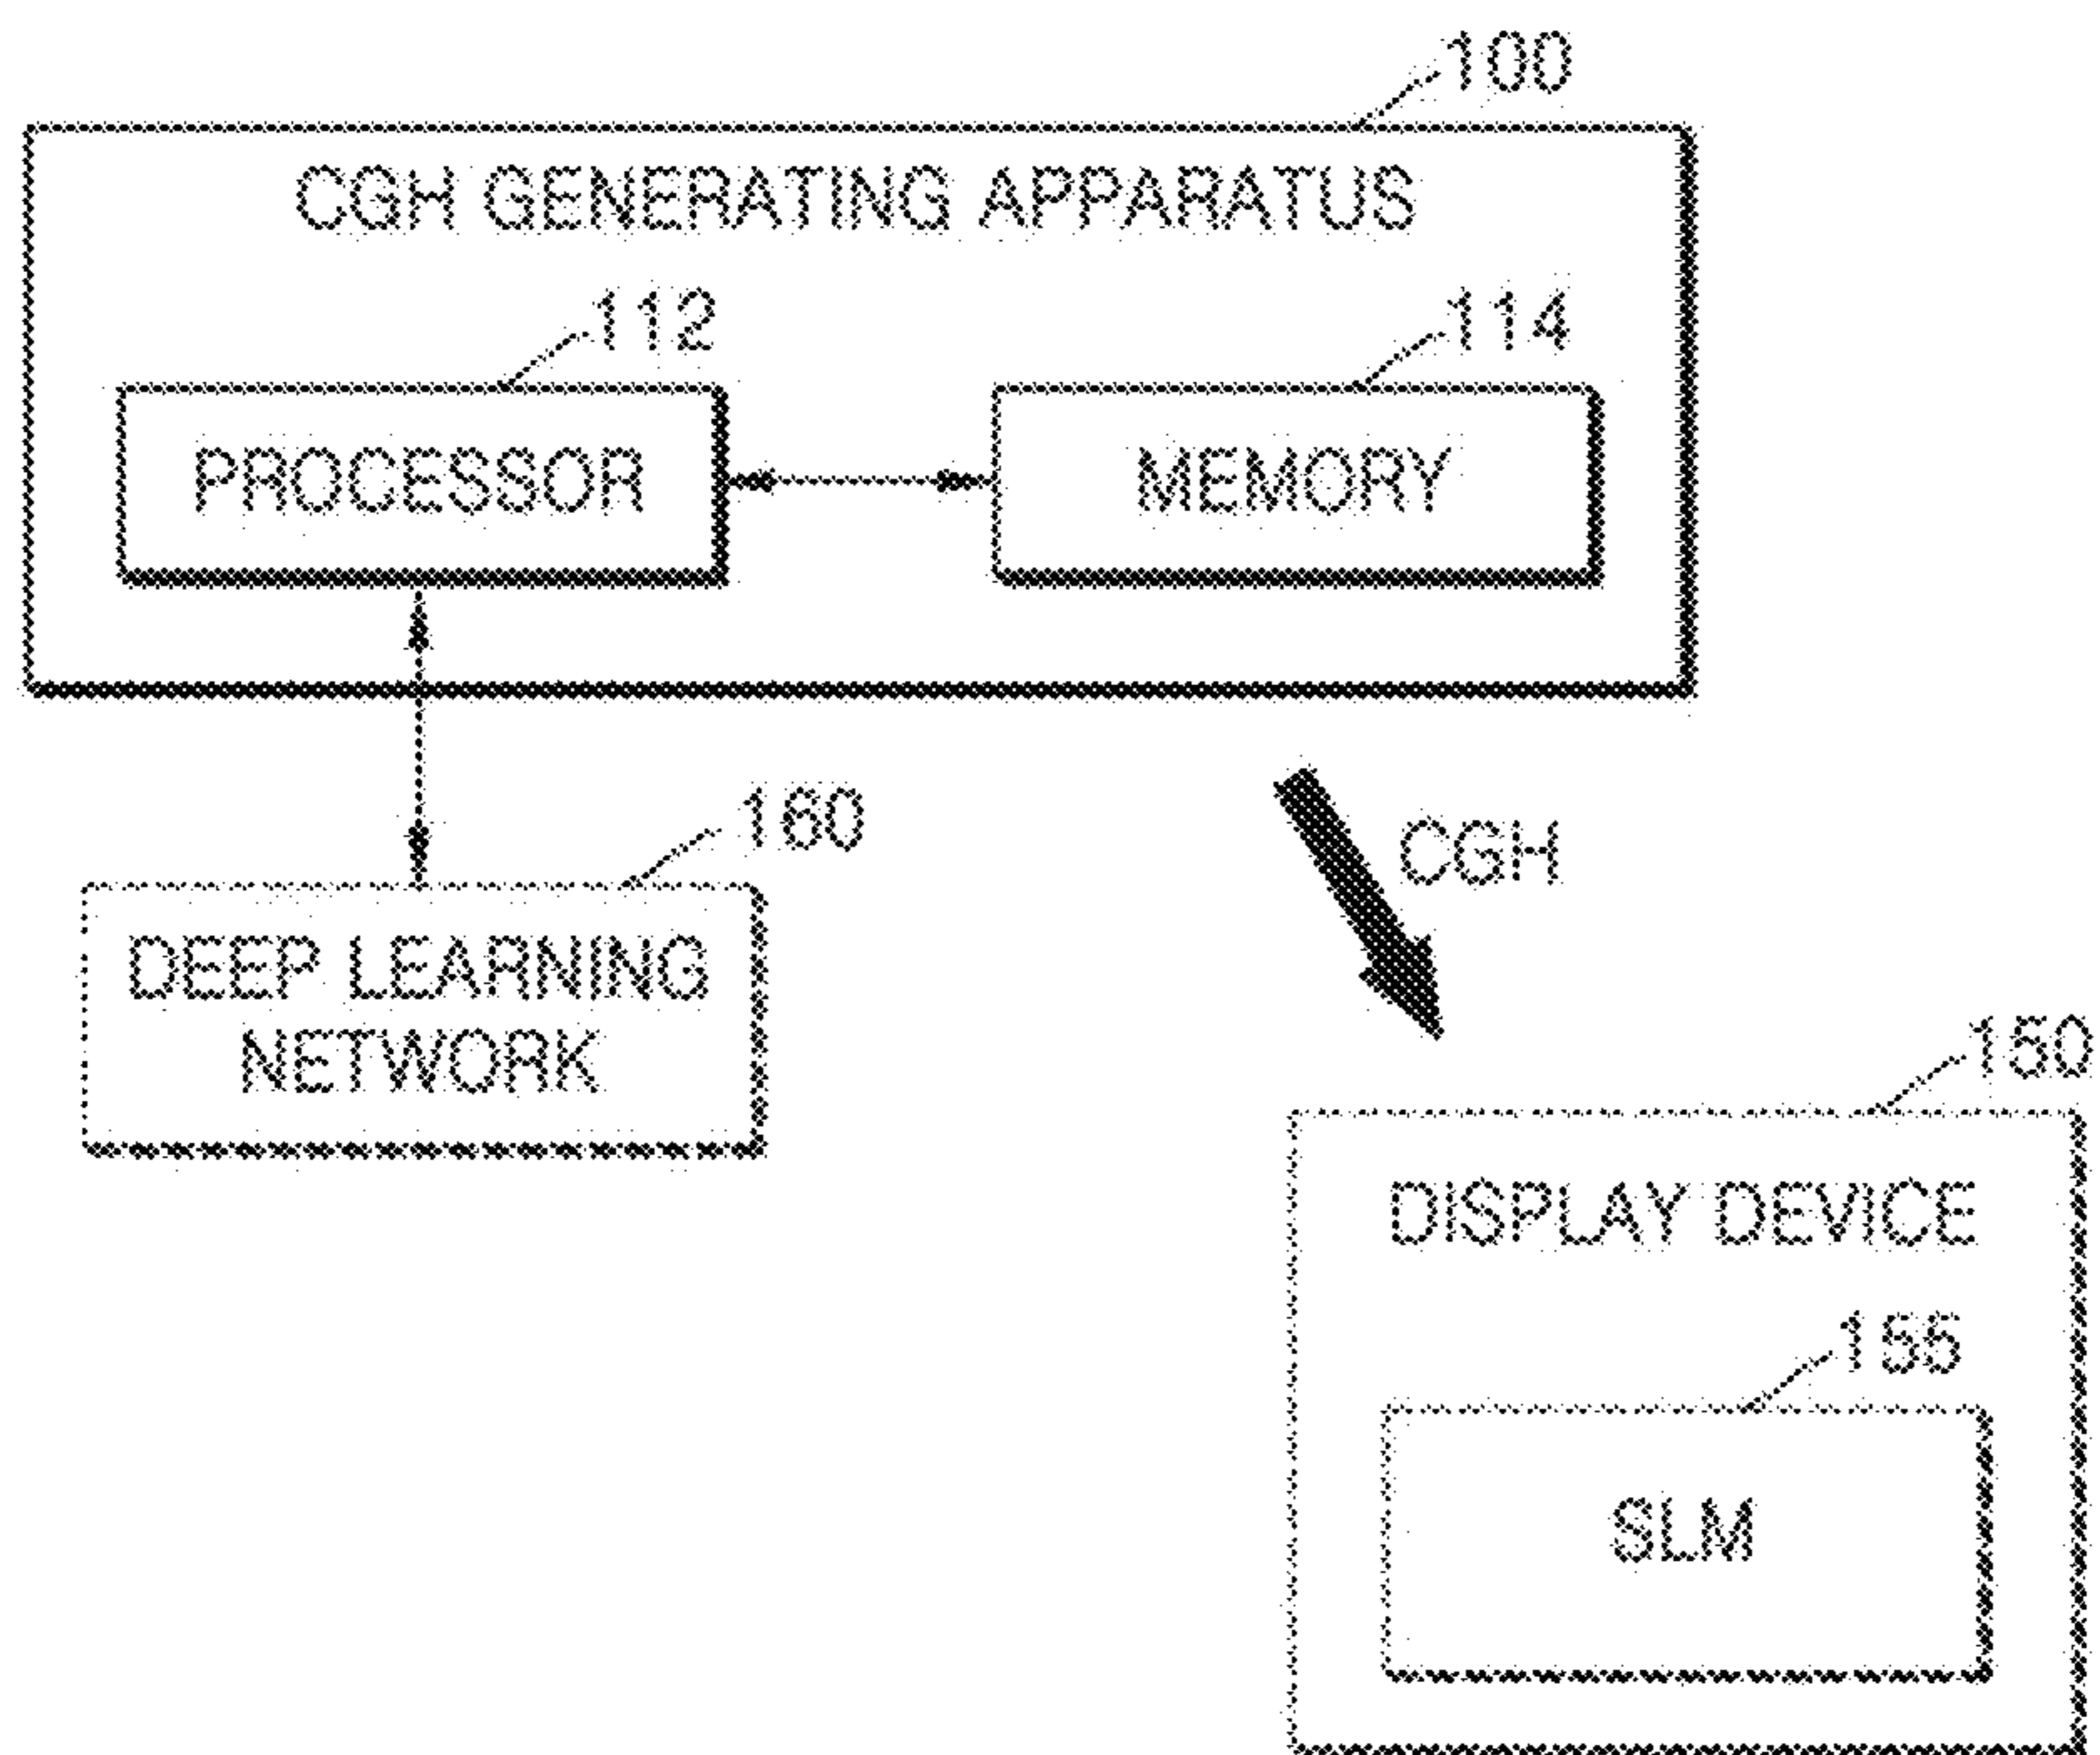 100
CGH GENERATING APPARATUS
112
114
PROCESSOR
MEMORY
160
CGH
DEEP LEARNING
NETWORK
150
DISPLAY DEVICE
155
SLM